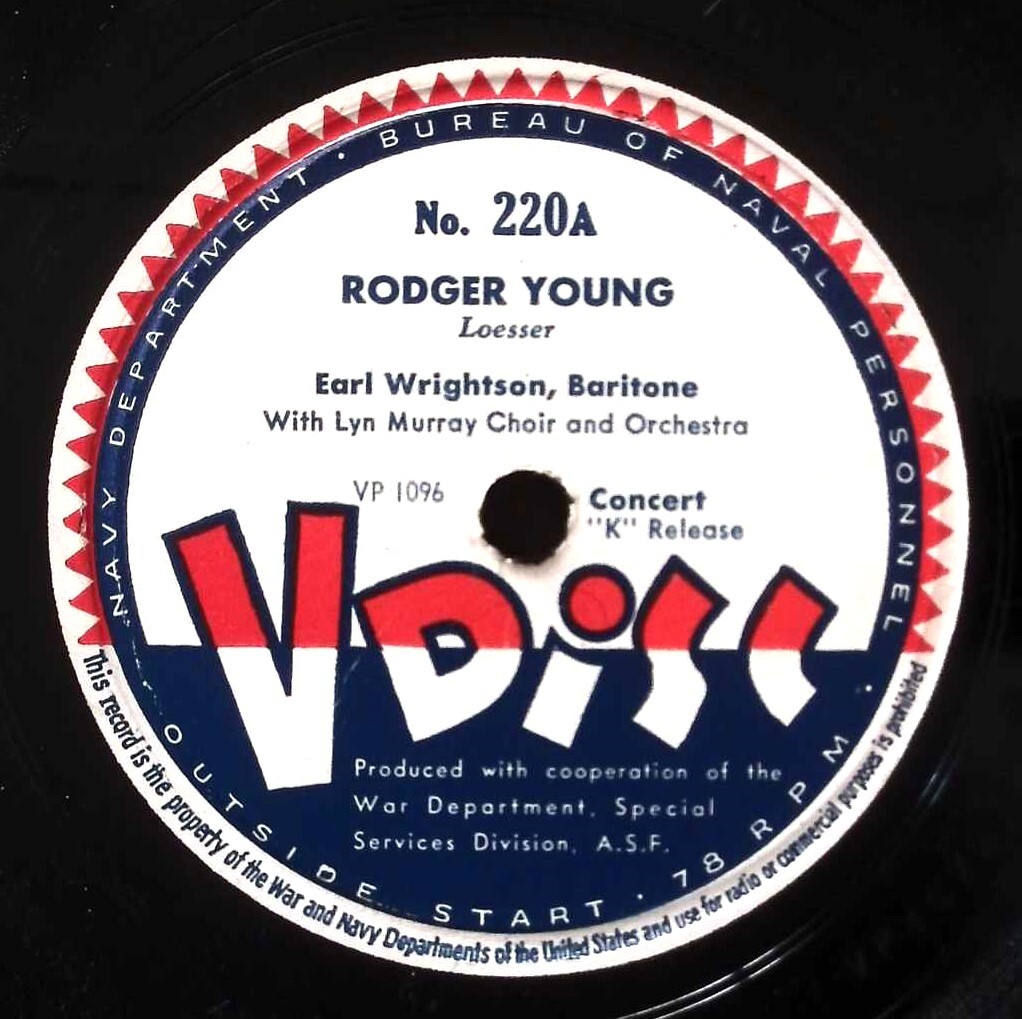 NAVY DEPARTMENT · BUREAU OF NAVAL PERSONNEL
No. 220A
RODGER YOUNG
Loesser
Earl Wrightson, Baritone
With Lyn Murray Choir and Orchestra
VP 1096
Concert
"K" Release
V Disc
Produced with cooperation of the
War Department, Special
Services Division, A.S.F.
· OUTSIDE START · 78 RPM ·
This record is the property of the War and Navy Departments of the United States and use for radio or commercial purposes is prohibited